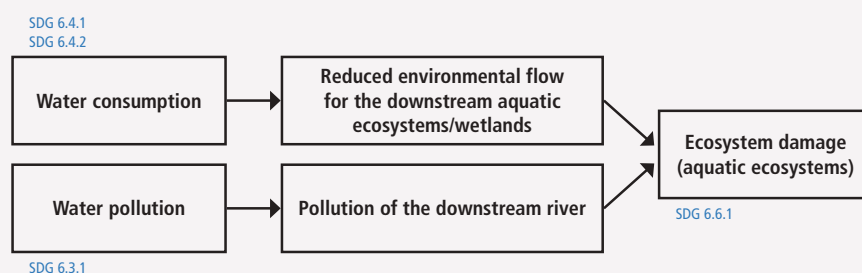 SDG 6.4.1
SDG 6.4.2
Water consumption
Reduced environmental flow
for the downstream aquatic
ecosystems/wetlands
Ecosystem damage
(aquatic ecosystems)
SDG 6.6.1
Water pollution
Pollution of the downstream river
SDG 6.3.1